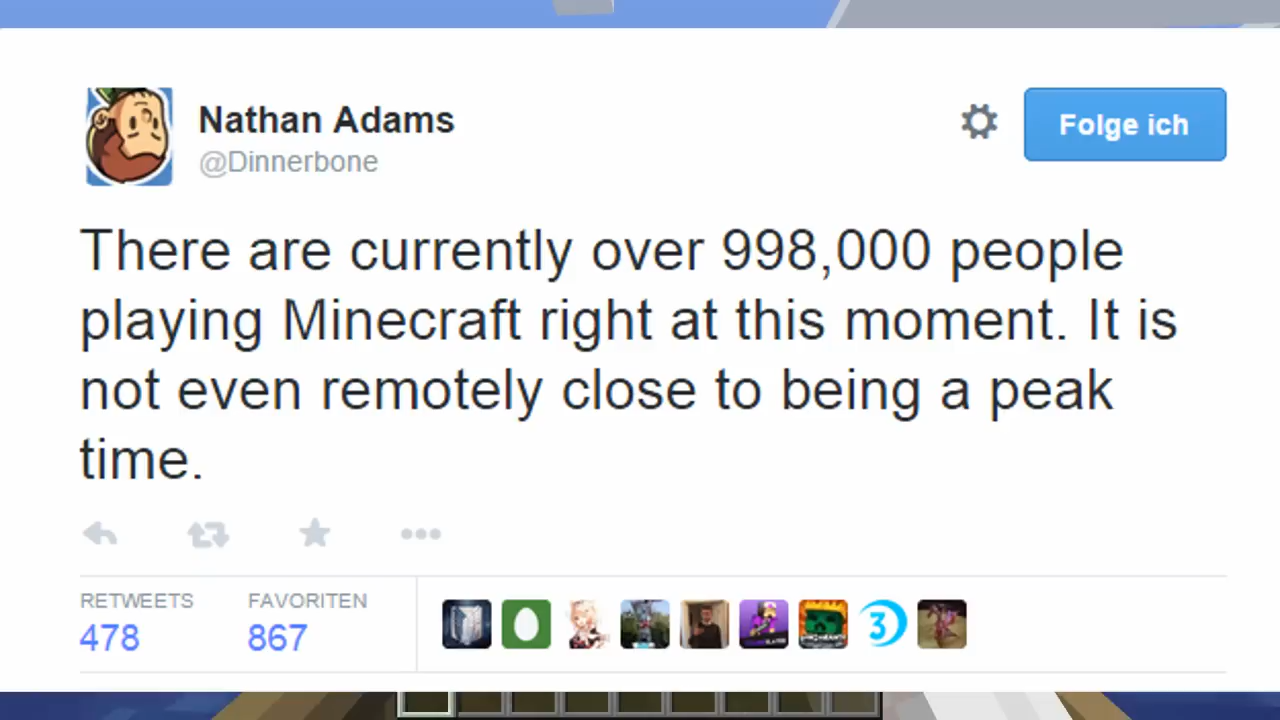 Nathan Adams
@Dinnerbone
Folge ich
There are currently over 998,000 people
playing Minecraft right at this moment. It is
not even remotely close to being a peak
time.
RETWEETS
478
FAVORITEN
867
3